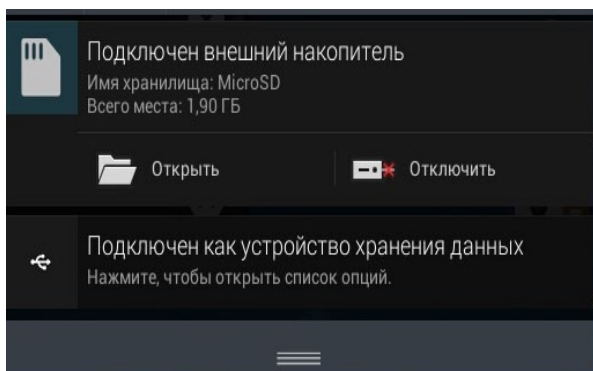 Подключен внешний накопитель
Имя хранилища: MicroSD
Всего места: 1,90 ГБ
Открыть
Отключить
Подключен как устройство хранения данных
Нажмите, чтобы открыть список опций.